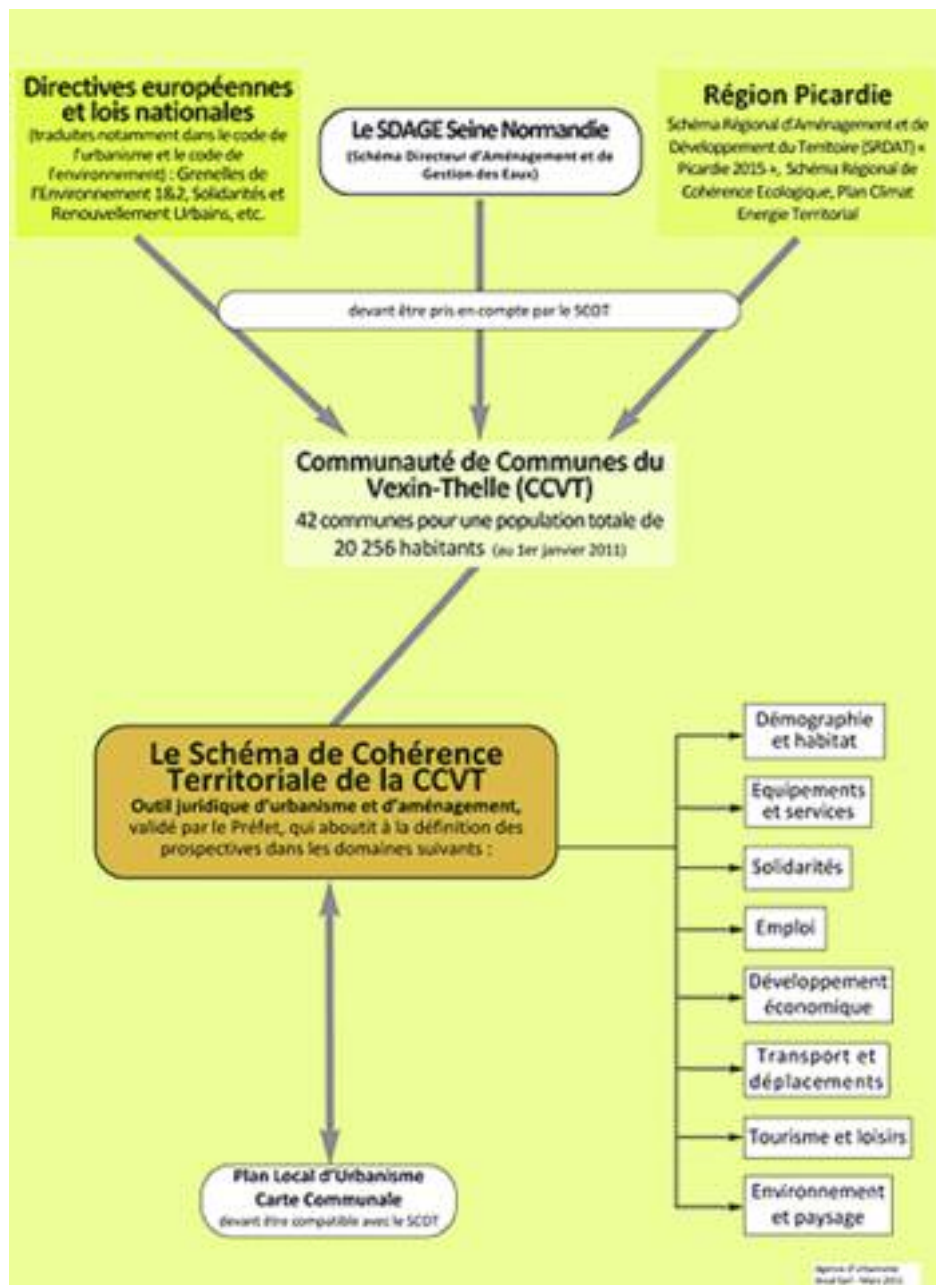 Directives européennes
et lois nationales
(traduites notamment dans le code de
l'urbanisme et le code de
l'environnement) : Grenelles de
l'Environnement 1&2, Solidarités et
Renouvellement Urbains, etc.
Le SDAGE Seine Normandie
(Schéma Directeur d'Aménagement et de
Gestion des Eaux)
Région Picardie
Schéma Régional d'Aménagement et de
Développement du Territoire (SRDAT) «
Picardie 2015 », Schéma Régional de
Cohérence Ecologique, Plan Climat
Energie Territorial
devant être pris en compte par le SCOT
Communauté de Communes du
Vexin-Thelle (CCVT)
42 communes pour une population totale de
20 256 habitants (au 1er janvier 2011)
Le Schéma de Cohérence
Territoriale de la CCVT
Outil juridique d'urbanisme et d'aménagement,
validé par le Préfet, qui aboutit à la définition des
prospectives dans les domaines suivants :
Démographie
et habitat
Equipements
et services
Solidarités
Emploi
Développement
économique
Transport et
déplacements
Tourisme et loisirs
Environnement
et paysage
Plan Local d'Urbanisme
Carte Communale
devant être compatible avec le SCOT
Agence d'urbanisme
Mars 2011